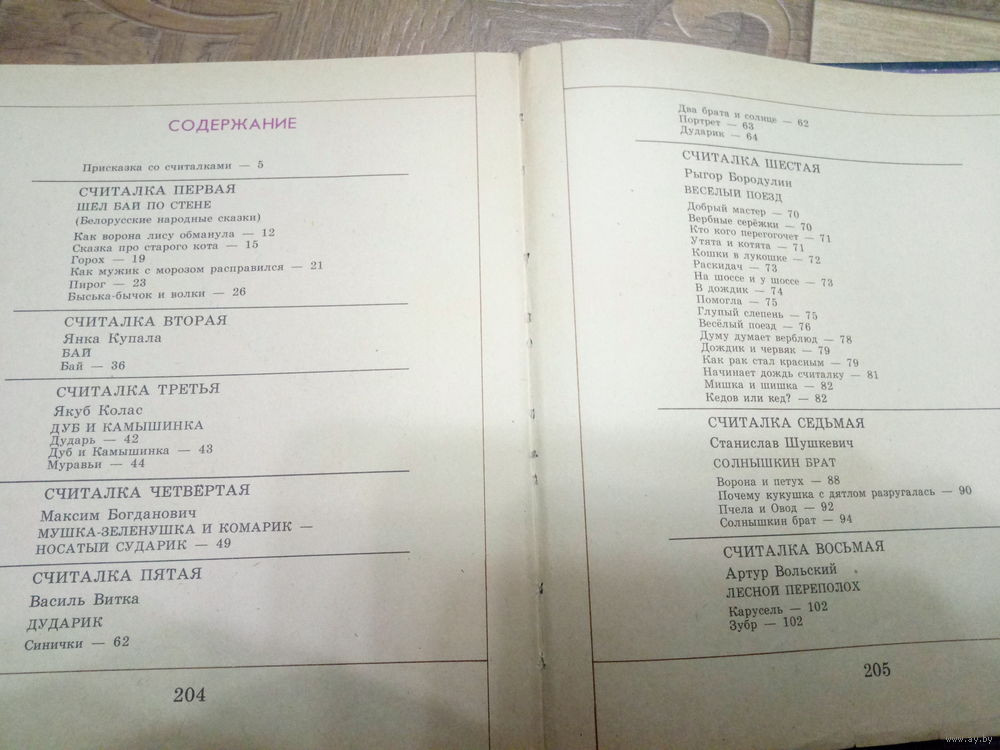 СОДЕРЖАНИЕ
Присказка со считалками — 5
СЧИТАЛКА ПЕРВАЯ
ШЕЛ БАЙ ПО СТЕНЕ
(Белорусские народные сказки)
Как ворона лису обманула — 12
Сказка про старого кота — 15
Горох — 19
Как мужик с морозом расправился — 21
Пирог — 23
Быська-бычок и волки — 26
СЧИТАЛКА ВТОРАЯ
Янка Купала
БАЙ
Бай — 36
СЧИТАЛКА ТРЕТЬЯ
Якуб Колас
ДУБ И КАМЫШИНКА
Дударь — 42
Дуб и Камышинка — 43
Муравьи — 44
СЧИТАЛКА ЧЕТВЁРТАЯ
Максим Богданович
МУШКА-ЗЕЛЕНУШКА И КОМАРИК —
НОСАТЫЙ СУДАРИК — 49
СЧИТАЛКА ПЯТАЯ
Василь Витка
ДУДАРИК
Синички — 62
204
Два брата и солнце — 62
Портрет — 63
Дударик — 64
СЧИТАЛКА ШЕСТАЯ
Рыгор Бородулин
ВЕСЕЛЫЙ ПОЕЗД
Добрый мастер — 70
Вербные серёжки — 70
Кто кого перегогочет — 71
Утята и котята — 71
Кошки в лукошке — 72
Раскидач — 73
На шоссе и у шоссе — 73
В дождик — 74
Помогла — 75
Глупый слепень — 75
Весёлый поезд — 76
Думу думает верблюд — 78
Дождик и червяк — 79
Как рак стал красным — 79
Начинает дождь считалку — 81
Мишка и шишка — 82
Кедов или кед? — 82
СЧИТАЛКА СЕДЬМАЯ
Станислав Шушкевич
СОЛНЫШКИН БРАТ
Ворона и петух — 88
Почему кукушка с дятлом разругалась — 90
Пчела и Овод — 92
Солнышкин брат — 94
СЧИТАЛКА ВОСЬМАЯ
Артур Вольский
ЛЕСНОЙ ПЕРЕПОЛОХ
Карусель — 102
Зубр — 102
205
www.ay.by